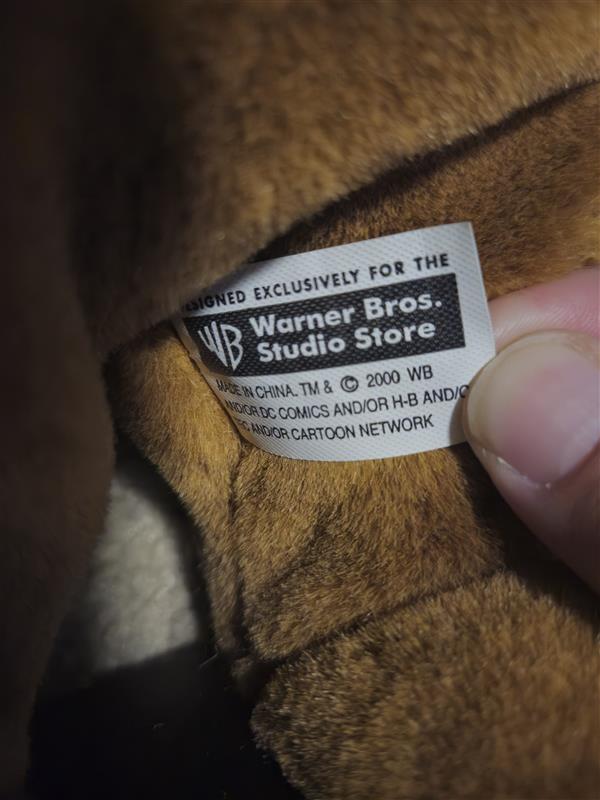 DESIGNED EXCLUSIVELY FOR THE
WB Warner Bros.
Studio Store
MADE IN CHINA. TM & © 2000 WB
AND/OR DC COMICS AND/OR H-B AND/O
AND/OR CARTOON NETWORK